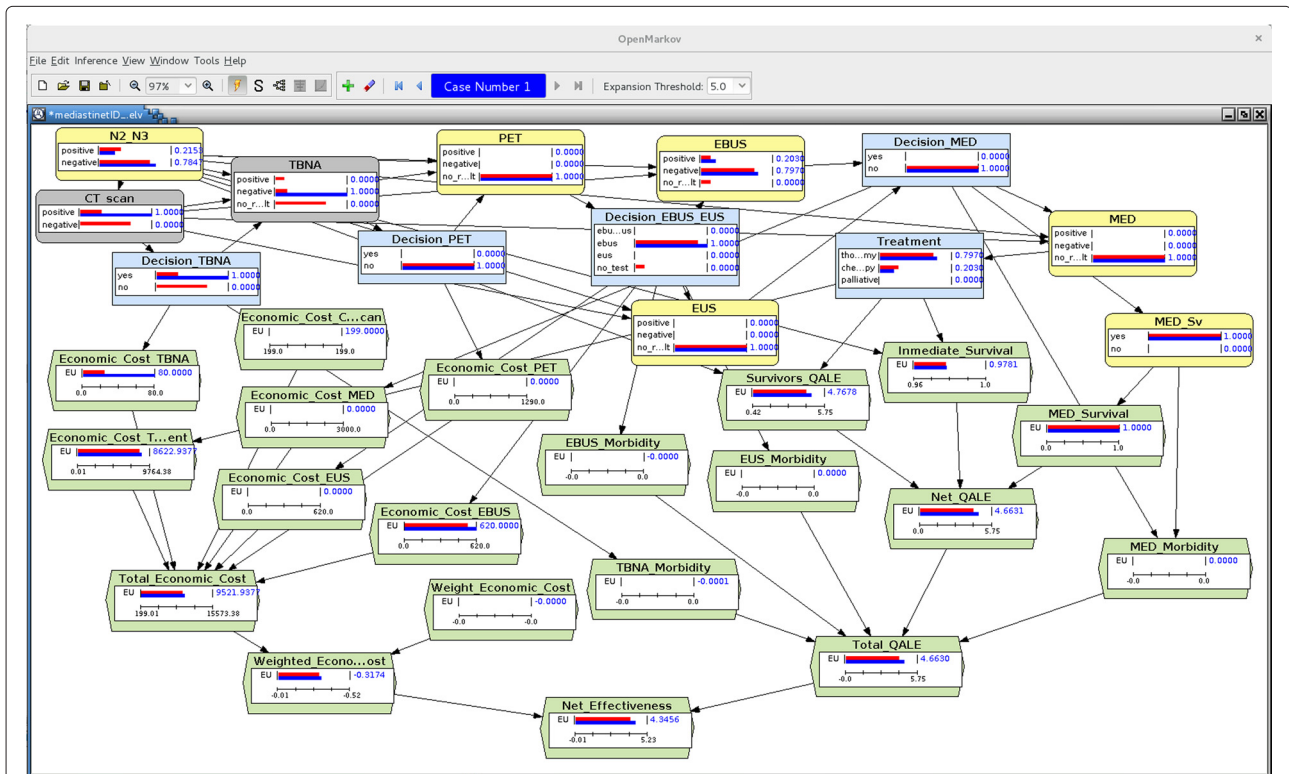 OpenMarkov ×
File Edit Inference View Window Tools Help
97% S Case Number 1 Expansion Threshold: 5.0
*mediastinetID_...elv
N2_N3
positive 0.2153
negative 0.7847
PET
positive 0.0000
negative 0.0000
no_r...lt 1.0000
EBUS
positive 0.2030
negative 0.7970
no_r...lt 0.0000
Decision_MED
yes 0.0000
no 1.0000
TBNA
positive 0.0000
negative 1.0000
no_r...lt 0.0000
CT scan
positive 1.0000
negative 0.0000
Decision_EBUS_EUS
ebu...us 0.0000
ebus 1.0000
eus 0.0000
no_test 0.0000
MED
positive 0.0000
negative 0.0000
no_r...lt 1.0000
Decision_PET
yes 0.0000
no 1.0000
Treatment
tho...my 0.7970
che...py 0.2030
palliative 0.0000
Decision_TBNA
yes 1.0000
no 0.0000
EUS
positive 0.0000
negative 0.0000
no_r...lt 1.0000
Economic_Cost_C...can
EU 199.0000
199.0 199.0
MED_Sv
yes 1.0000
no 0.0000
Economic_Cost_TBNA
EU 80.0000
0.0 80.0
Economic_Cost_PET
EU 0.0000
0.0 1290.0
Inmediate_Survival
EU 0.9781
0.96 1.0
Survivors_QALE
EU 4.7678
0.42 5.75
Economic_Cost_MED
EU 0.0000
0.0 3000.0
MED_Survival
EU 1.0000
0.0 1.0
Economic_Cost_T...ent
EU 8622.9377
0.01 9764.38
EBUS_Morbidity
EU -0.0000
-0.0 0.0
EUS_Morbidity
EU 0.0000
-0.0 0.0
Economic_Cost_EUS
EU 0.0000
0.0 620.0
Net_QALE
EU 4.6631
0.0 5.75
Economic_Cost_EBUS
EU 620.0000
0.0 620.0
MED_Morbidity
EU 0.0000
-0.0 0.0
Total_Economic_Cost
EU 9521.9377
199.01 15573.38
TBNA_Morbidity
EU -0.0001
-0.0 0.0
Weight_Economic_Cost
EU -0.0000
-0.0 -0.0
Total_QALE
EU 4.6630
-0.0 5.75
Weighted_Econo...ost
EU -0.3174
-0.01 -0.52
Net_Effectiveness
EU 4.3456
-0.01 5.23